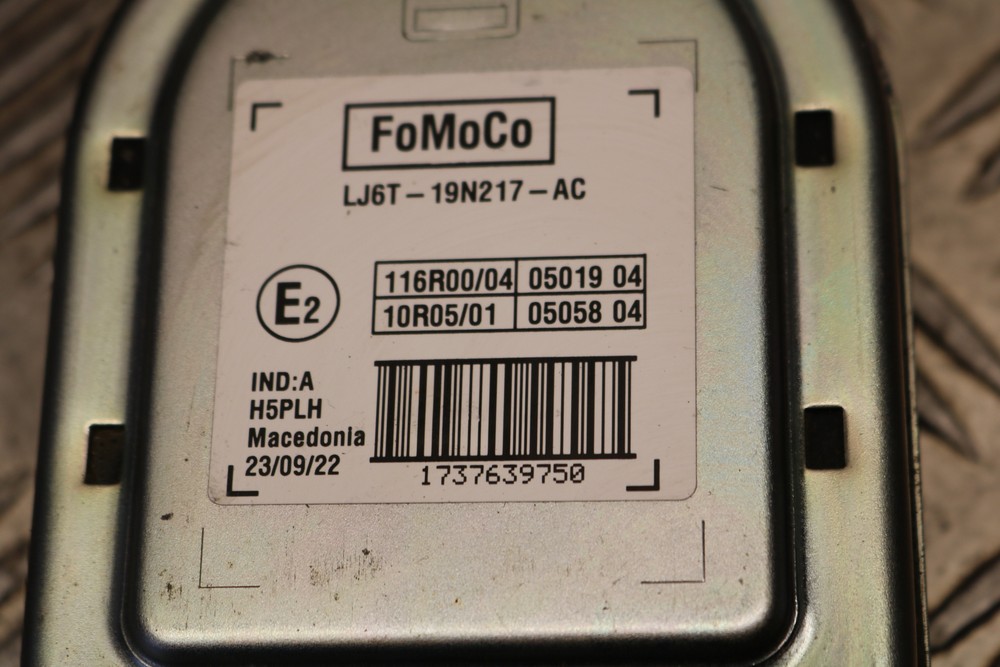 FoMoCo
LJ6T-19N217-AC
E2
116R00/04 05019 04
10R05/01 05058 04
IND:A
H5PLH
Macedonia
23/09/22
1737639750